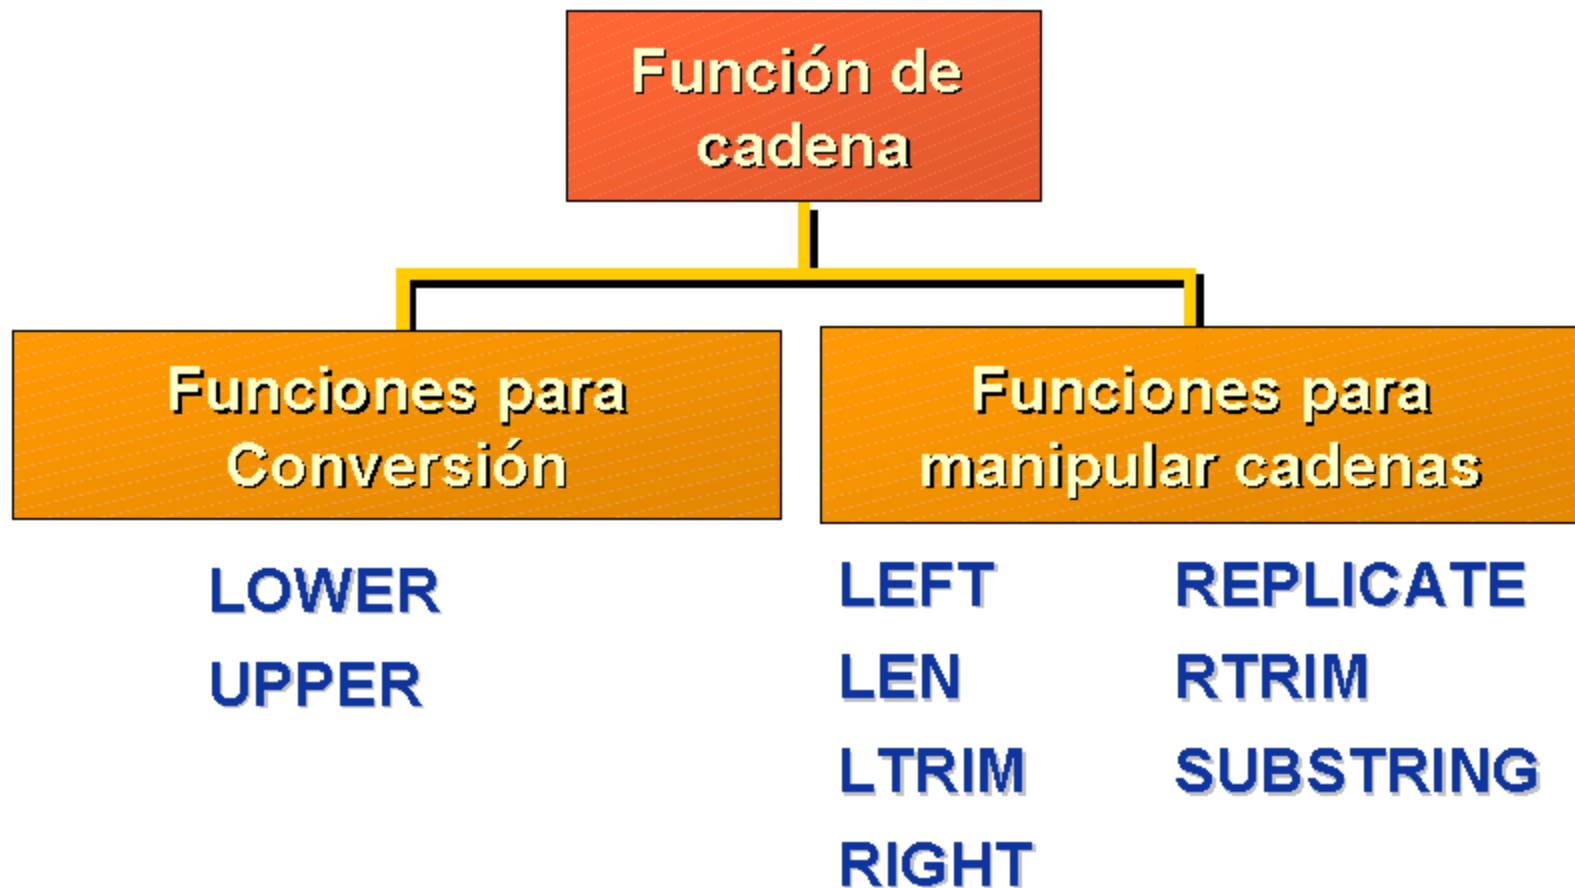 Función de
cadena
Funciones para
Conversión
Funciones para
manipular cadenas
LOWER
UPPER
LEFT
LEN
LTRIM
RIGHT
REPLICATE
RTRIM
SUBSTRING